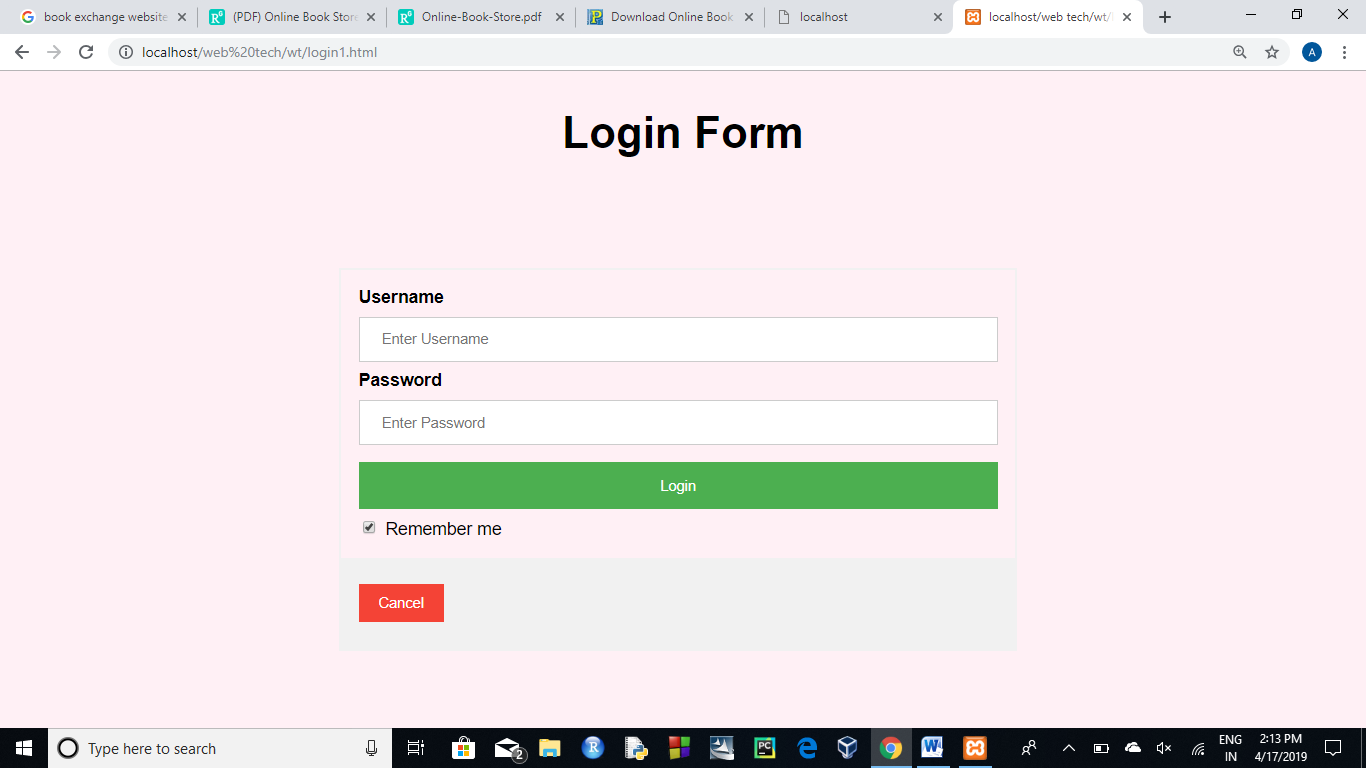 book exchange website
(PDF) Online Book Store
Online-Book-Store.pdf
Download Online Book
localhost
localhost/web tech/wt/
localhost/web%20tech/wt/login1.html
A
Login Form
Username
Enter Username
Password
Enter Password
Login
Remember me
Cancel
Type here to search
2
R
PC
W
ENG
IN
2:13 PM
4/17/2019